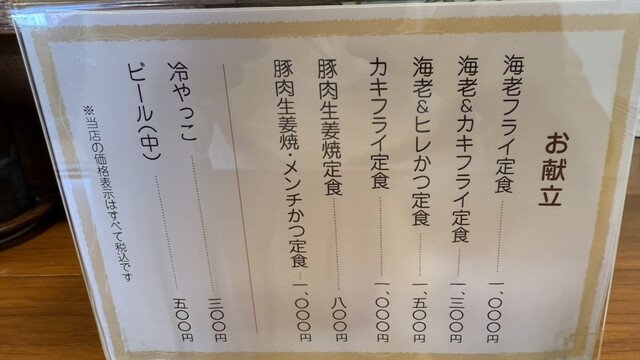 お献立
海老フライ定食 一、〇〇〇円
海老&カキフライ定食 一、三〇〇円
海老&ヒレかつ定食 一、五〇〇円
カキフライ定食 一、〇〇〇円
豚肉生姜焼定食 八〇〇円
豚肉生姜焼・メンチかつ定食 一、〇〇〇円
冷やっこ 三〇〇円
ビール(中) 五〇〇円
※当店の価格表示はすべて税込です